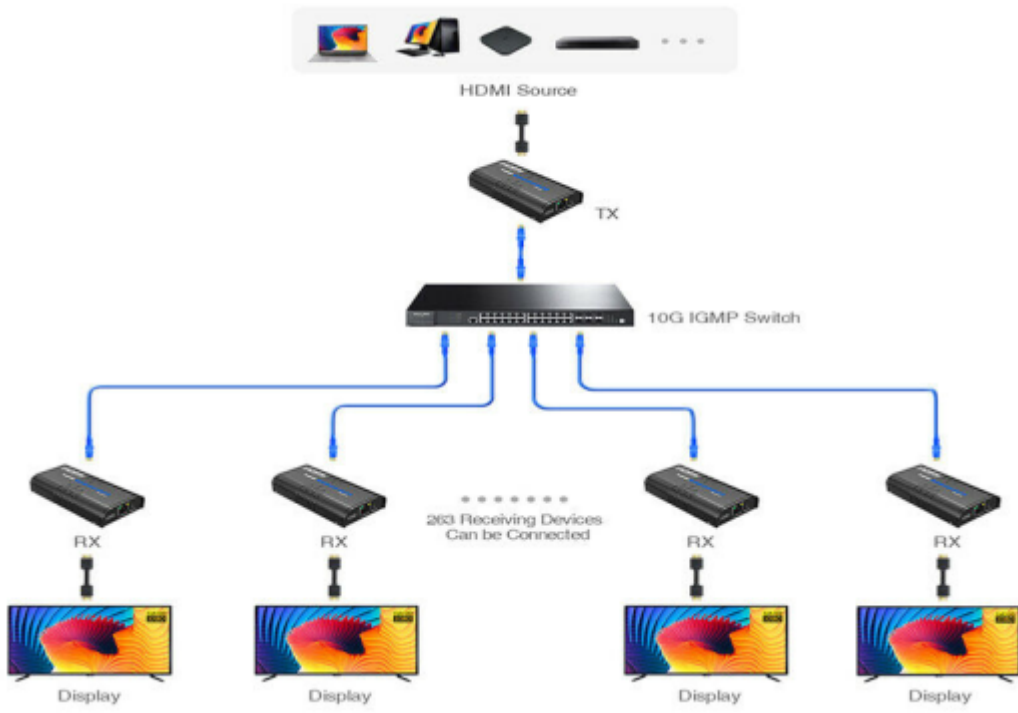 HDMI Source
TX
10G IGMP Switch
263 Receiving Devices
Can be Connected
RX
RX
RX
RX
Display
Display
Display
Display